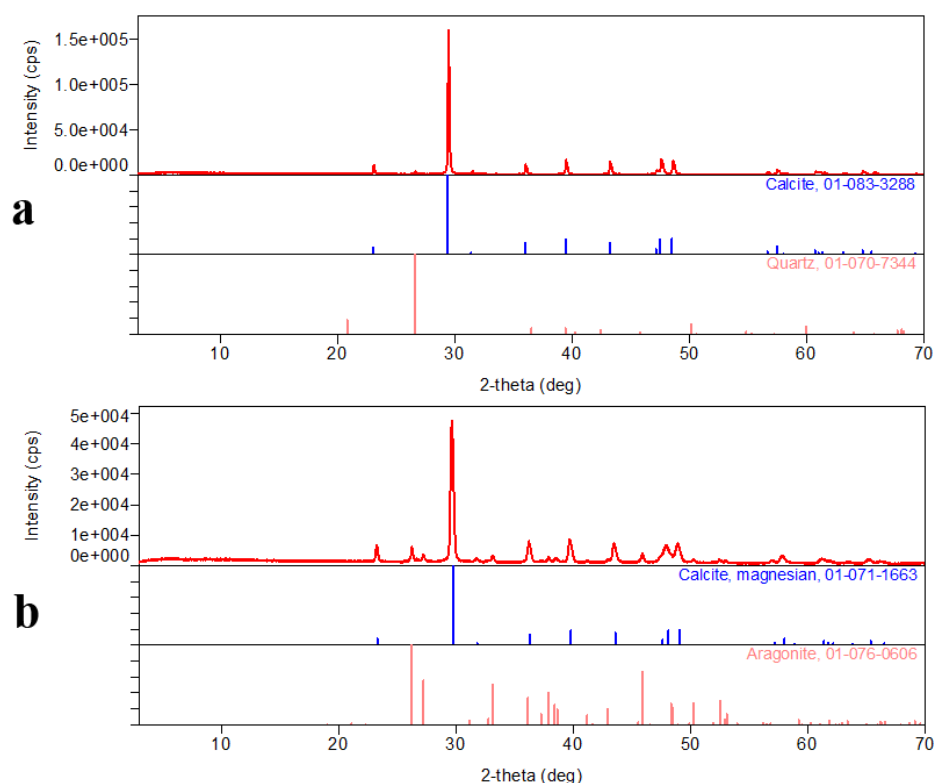 Intensity (cps)
1.5e+005
1.0e+005
5.0e+004
0.0e+000
a
Calcite, 01-083-3288
Quartz, 01-070-7344
10 20 30 40 50 60 70
2-theta (deg)
Intensity (cps)
5e+004
4e+004
3e+004
2e+004
1e+004
0e+000
b
Calcite, magnesian, 01-071-1663
Aragonite, 01-076-0606
10 20 30 40 50 60 70
2-theta (deg)